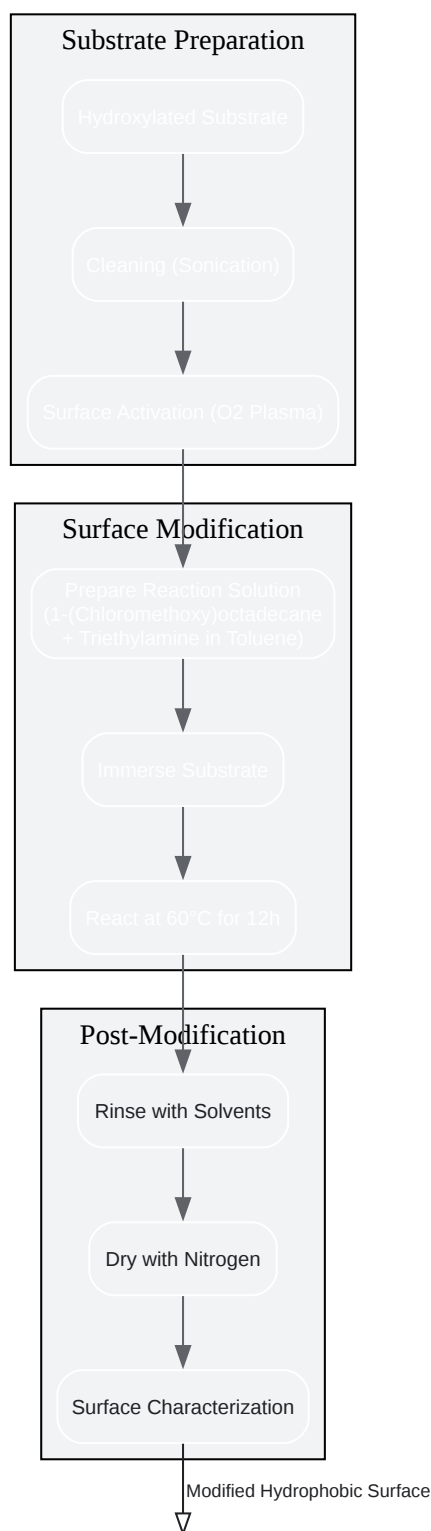 Substrate Preparation
Hydroxylated Substrate
Cleaning (Sonication)
Surface Activation (O2 Plasma)
Surface Modification
Prepare Reaction Solution
(1-(Chloromethoxy)octadecane
+ Triethylamine in Toluene)
Immerse Substrate
React at 60°C for 12h
Post-Modification
Rinse with Solvents
Dry with Nitrogen
Surface Characterization
Modified Hydrophobic Surface